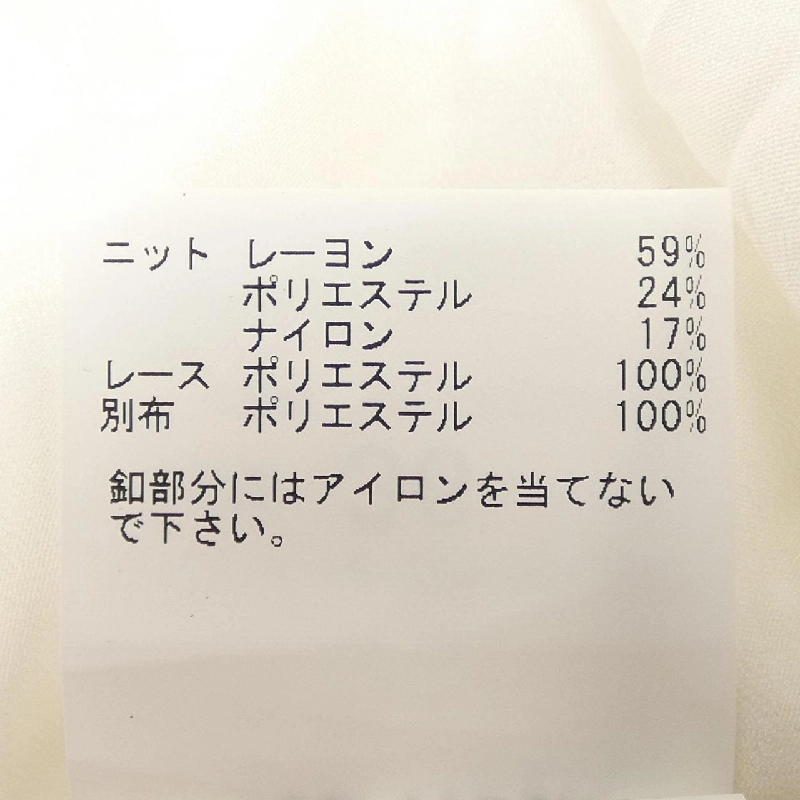 ニット レーヨン 59%
ポリエステル 24%
ナイロン 17%
レース ポリエステル 100%
別布 ポリエステル 100%
釦部分にはアイロンを当てない
で下さい。